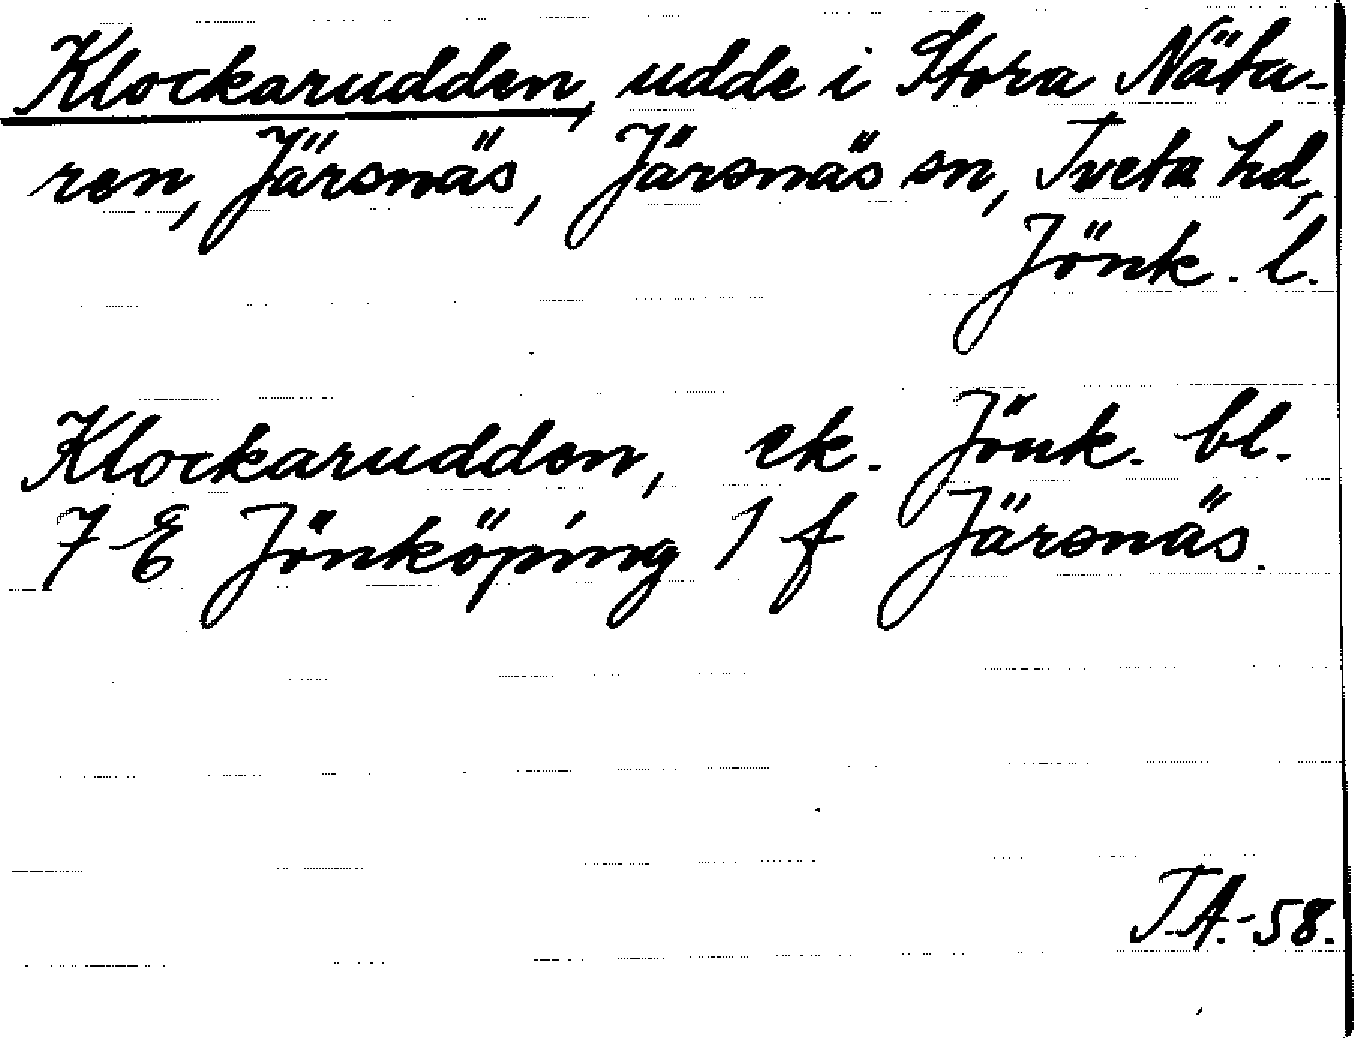 Klockarudden, udde i Stora Näta-
ren, Järsnäs, Järsnäs sn, Tveta hd,
Jönk. l.
Klockarudden, ek. Jönk. bl.
7 E Jönköping 1 f Järsnäs.
T.A.-58.